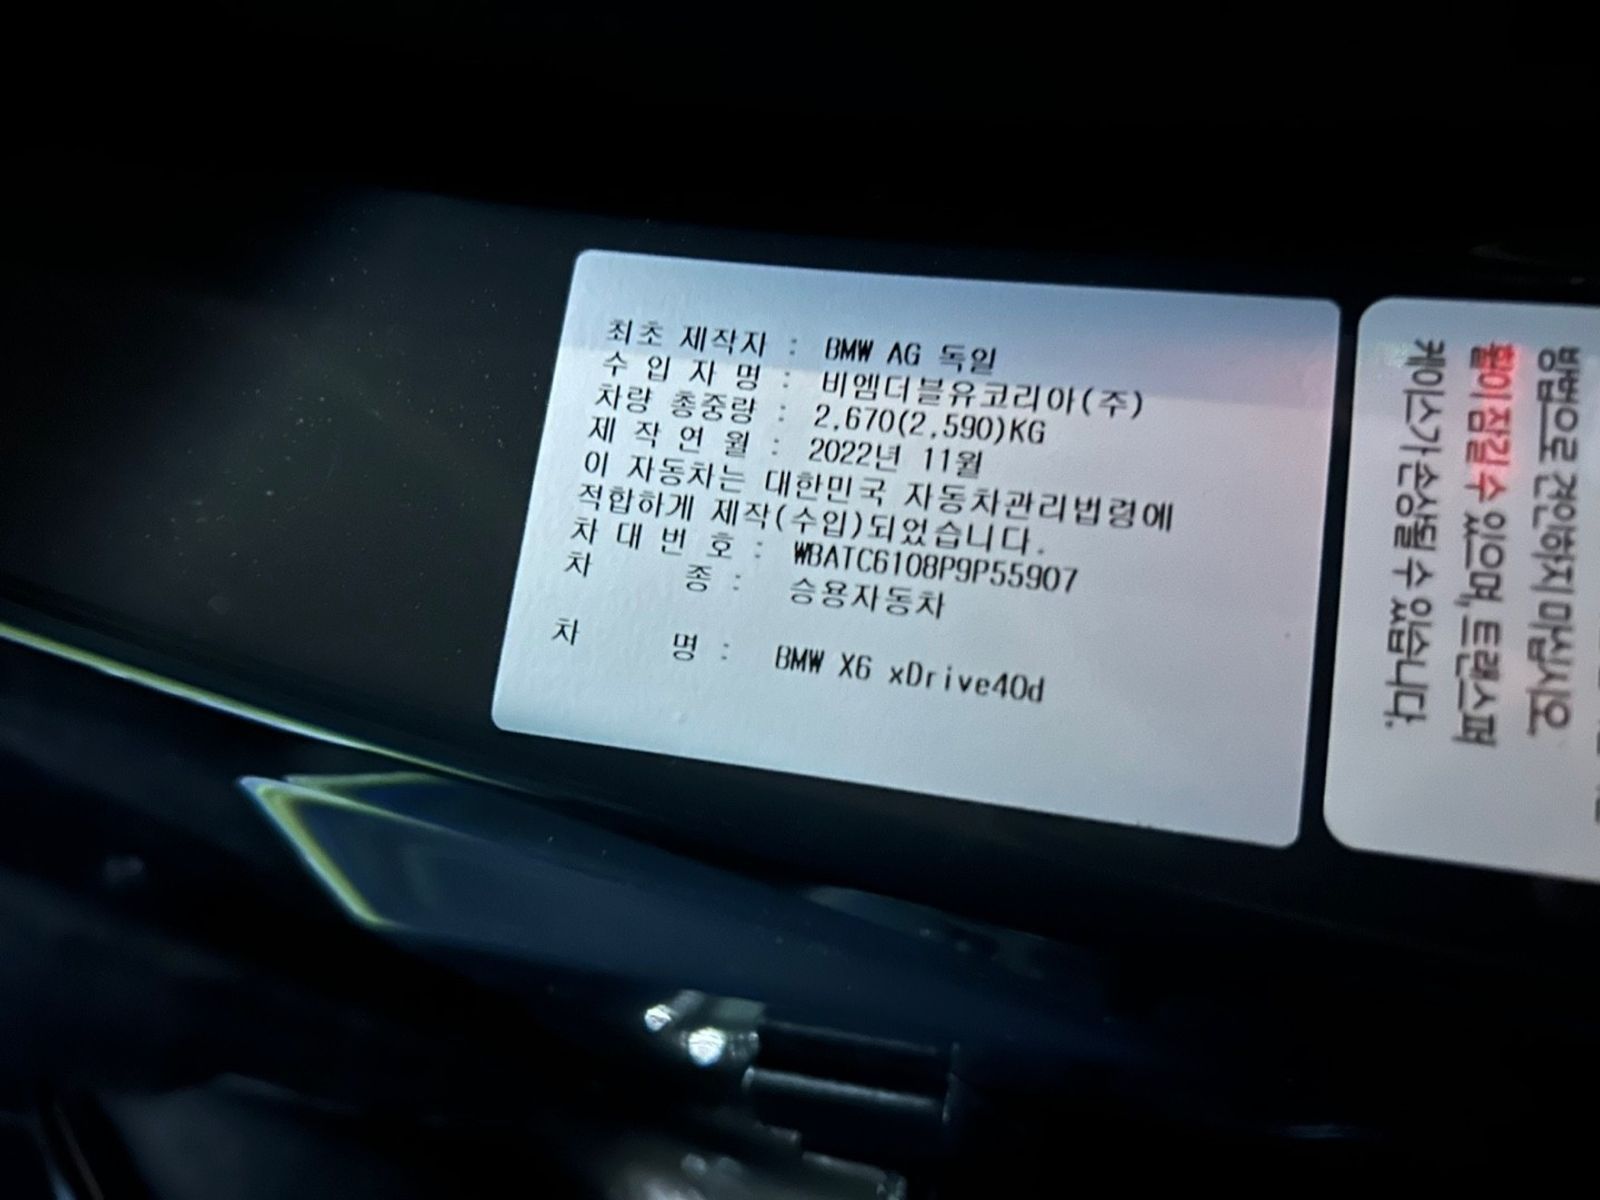 최초 제작자 : BMW AG 독일
수 입 자 명 : 비엠더블유코리아(주)
차량 총중량 : 2,670(2,590)KG
제 작 연 월 : 2022년 11월
이 자동차는 대한민국 자동차관리법령에
적합하게 제작(수입)되었습니다.
차 대 번 호 : WBATC6108P9P55907
차 종 : 승용자동차
차 명 : BMW X6 xDrive40d
방법으로 견인하지 마십시오.
휠이 잠길 수 있으며, 트랜스퍼
케이스가 손상될 수 있습니다.